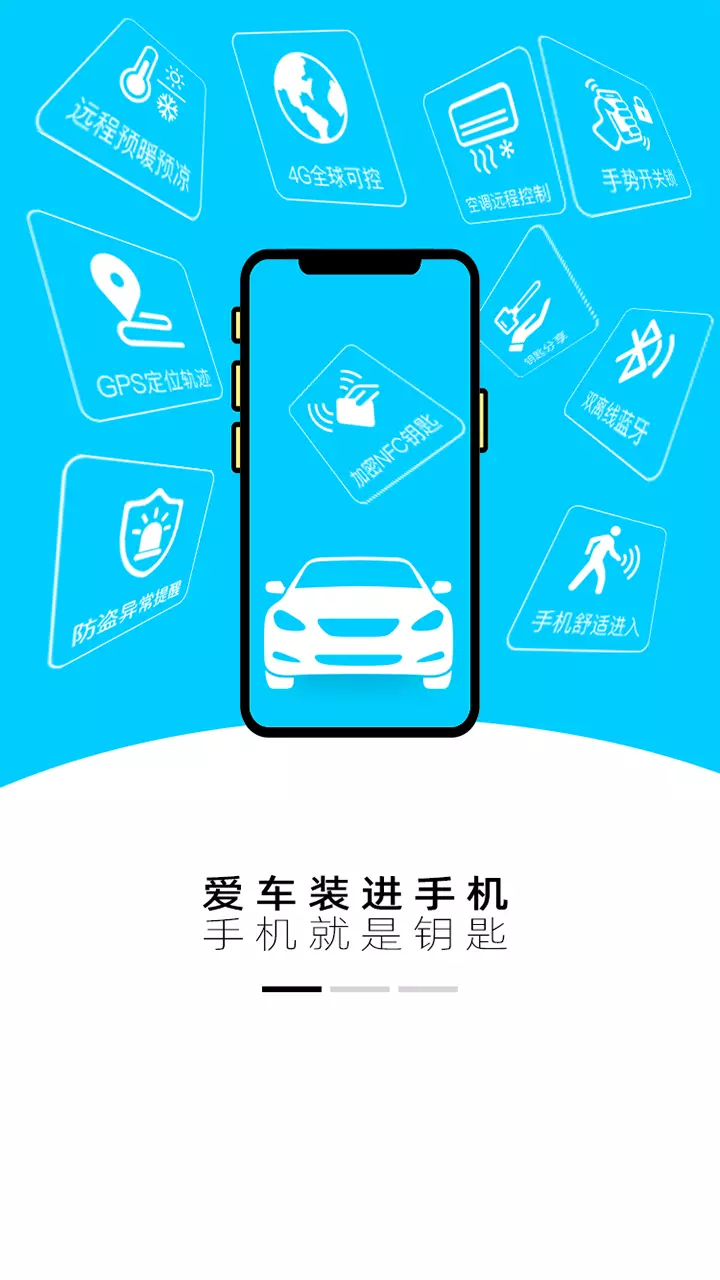 远程预暖预凉
4G全球可控
空调远程控制
手势开关锁
GPS定位轨迹
钥匙分享
双离线蓝牙
加密NFC钥匙
防盗异常提醒
手机舒适进入
爱车装进手机
手机就是钥匙